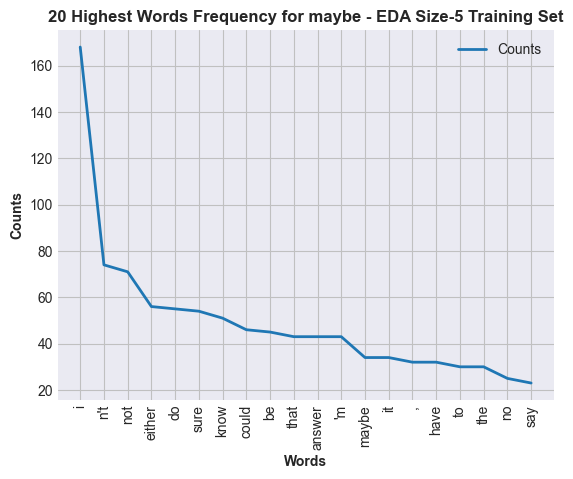 20 Highest Words Frequency for maybe - EDA Size-5 Training Set
Counts
160
140
120
100
80
60
40
20
Counts
i
n't
not
either
do
sure
know
could
be
that
answer
'm
maybe
it
,
have
to
the
no
say
Words